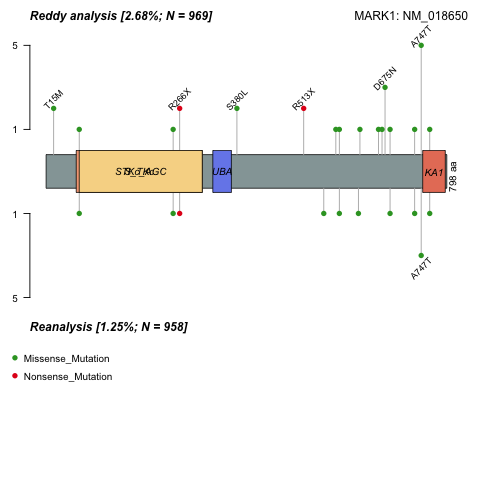 Reddy analysis [2.68%; N = 969]
MARK1: NM_018650
5
A747T
D675N
T15M
R266X
S380L
R513X
1
UBA
KA1
798 aa
1
A747T
5
Reanalysis [1.25%; N = 958]
Missense_Mutation
Nonsense_Mutation